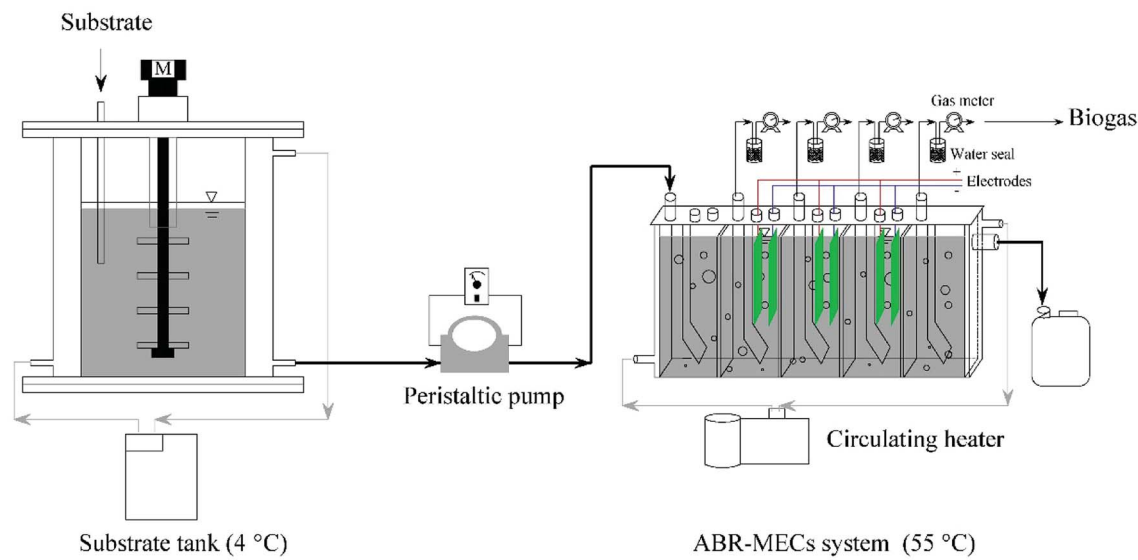 Substrate
M
Gas meter
Biogas
Water seal
+
Electrodes
−
Peristaltic pump
Circulating heater
Substrate tank (4 °C)
ABR-MECs system (55 °C)